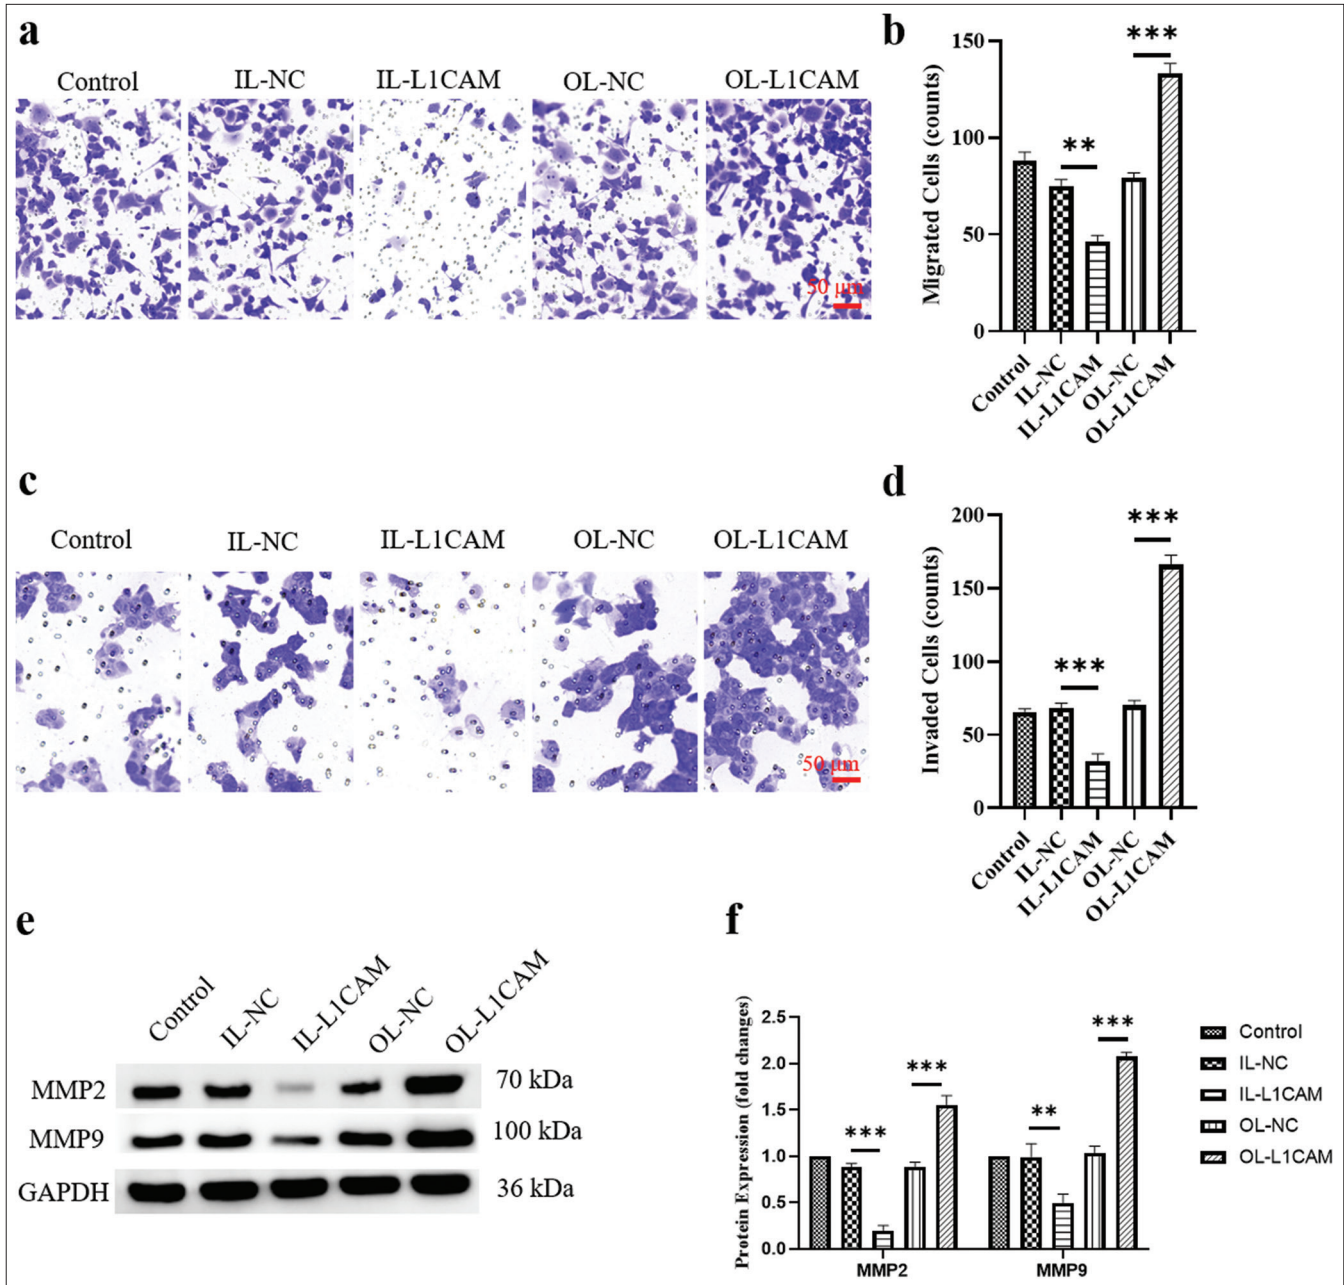 a
Control IL-NC IL-L1CAM OL-NC OL-L1CAM
50 μm
b
Migrated Cells (counts)
150
100
50
0
**
***
Control IL-NC IL-L1CAM OL-NC OL-L1CAM
c
Control IL-NC IL-L1CAM OL-NC OL-L1CAM
50 μm
d
Invaded Cells (counts)
200
150
100
50
0
***
***
Control IL-NC IL-L1CAM OL-NC OL-L1CAM
e
Control IL-NC IL-L1CAM OL-NC OL-L1CAM
MMP2 70 kDa
MMP9 100 kDa
GAPDH 36 kDa
f
Protein Expression (fold changes)
2.5
2.0
1.5
1.0
0.5
0.0
***
***
**
***
MMP2 MMP9
Control
IL-NC
IL-L1CAM
OL-NC
OL-L1CAM